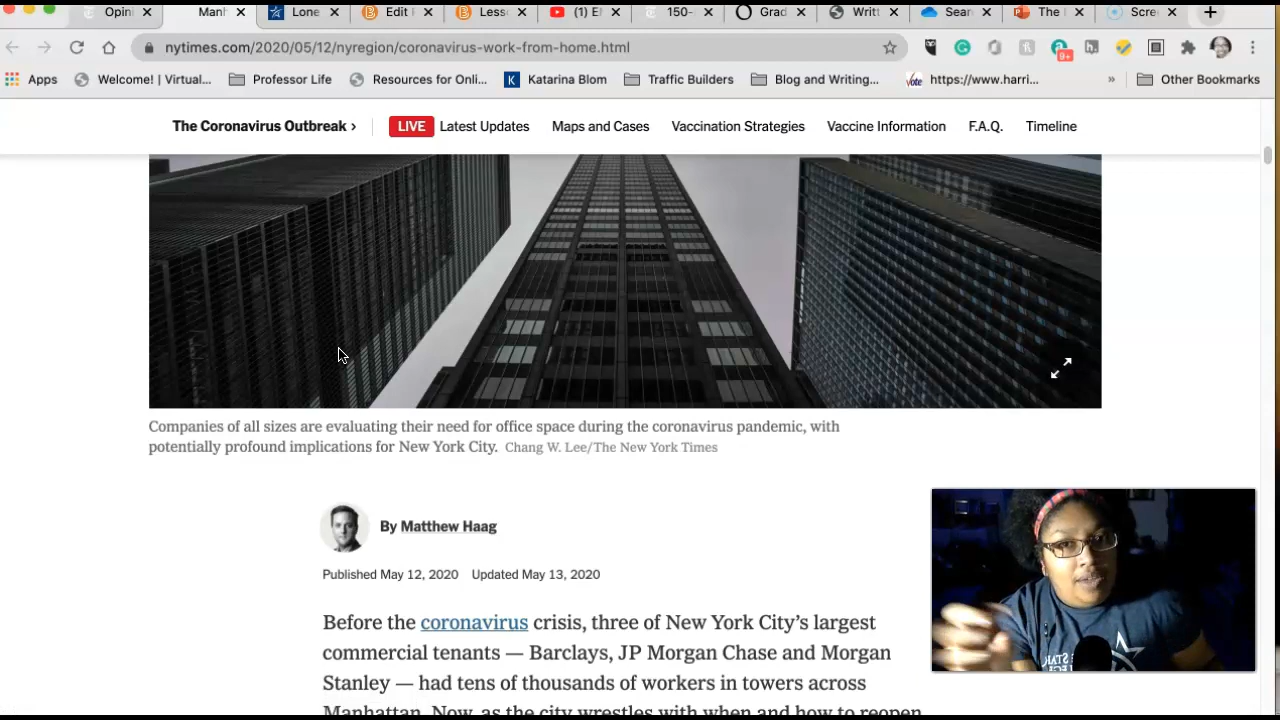 Opini
Manh
Lone
Edit F
Less
(1) E
150-
Grad
Writt
Sear
The
Scre
nytimes.com/2020/05/12/nyregion/coronavirus-work-from-home.html
9+
Apps
Welcome! | Virtual...
Professor Life
Resources for Onli...
K
Katarina Blom
Traffic Builders
Blog and Writing...
vote
https://www.harri...
»
Other Bookmarks
The Coronavirus Outbreak ›
LIVE Latest Updates
Maps and Cases
Vaccination Strategies
Vaccine Information
F.A.Q.
Timeline
Companies of all sizes are evaluating their need for office space during the coronavirus pandemic, with
potentially profound implications for New York City. Chang W. Lee/The New York Times
By Matthew Haag
Published May 12, 2020 Updated May 13, 2020
Before the coronavirus crisis, three of New York City's largest
commercial tenants — Barclays, JP Morgan Chase and Morgan
Stanley — had tens of thousands of workers in towers across
Manhattan. Now, as the city wrestles with when and how to reopen